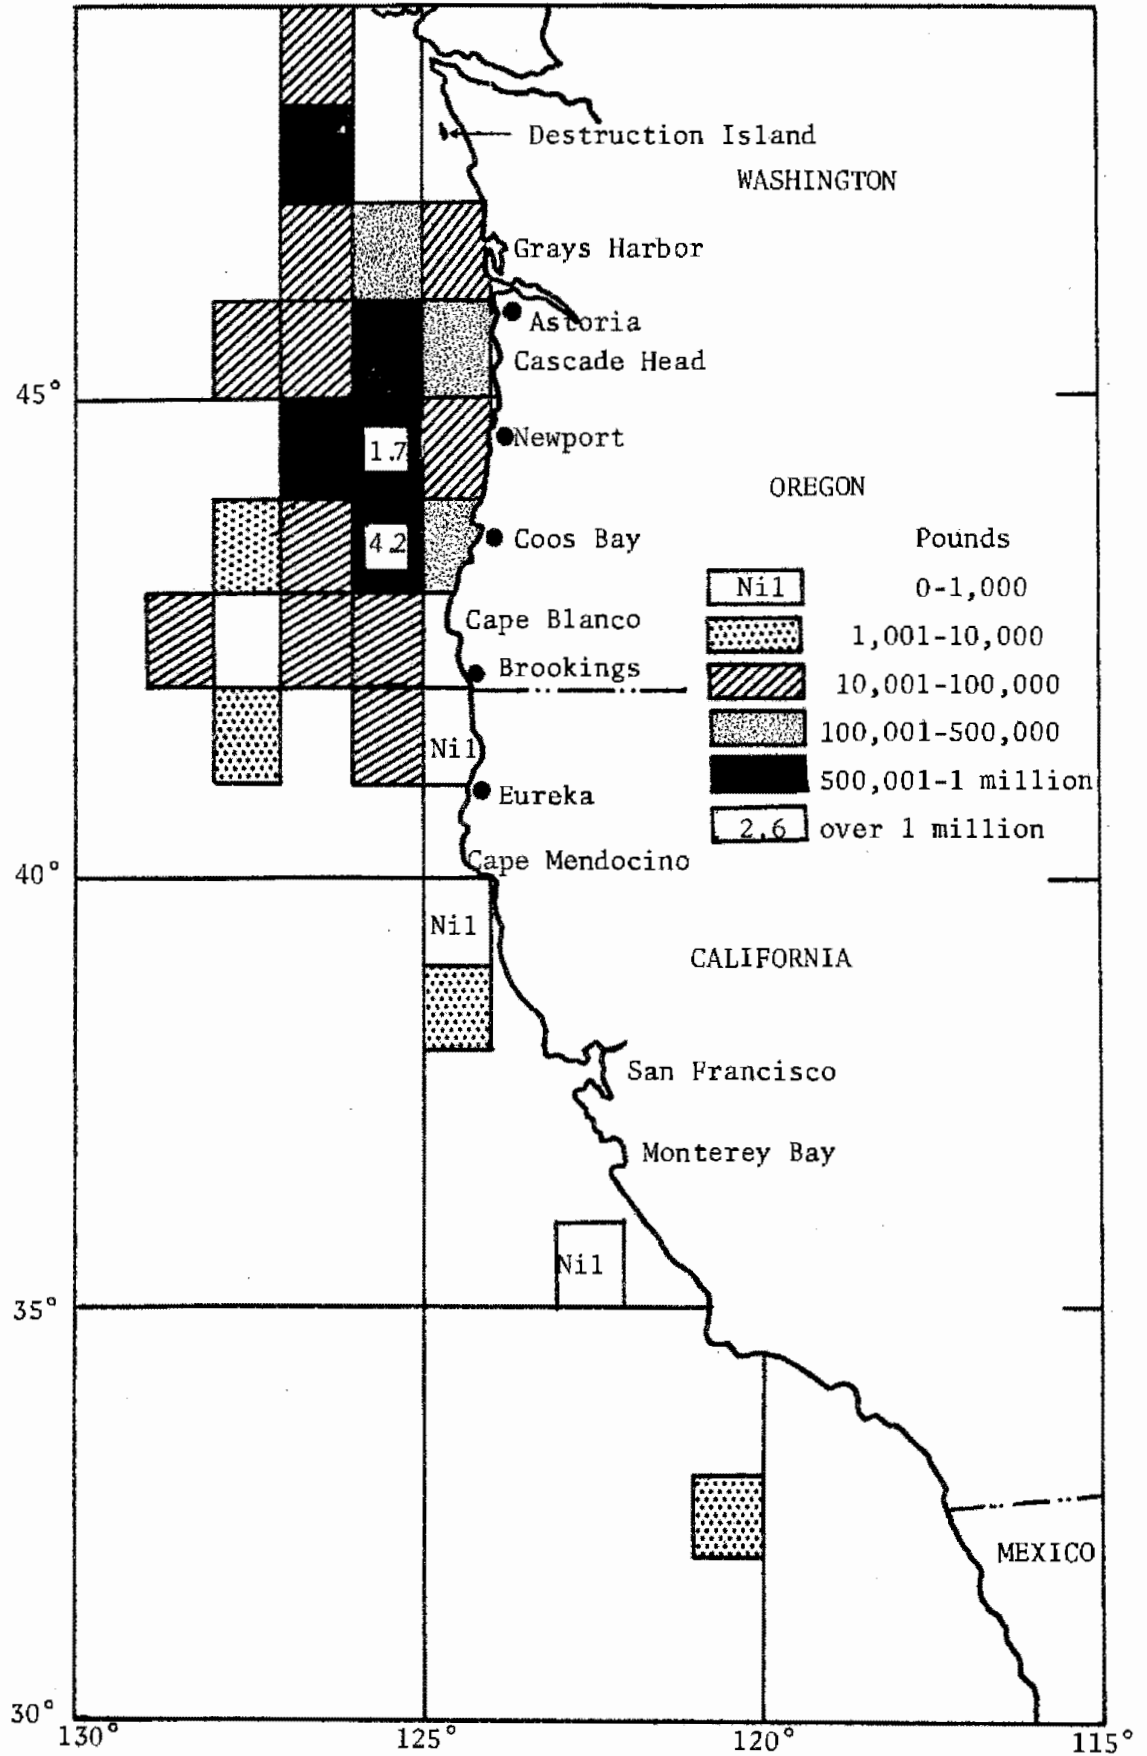 Destruction Island
WASHINGTON
Grays Harbor
Astoria
Cascade Head
45°
1.7
Newport
OREGON
4.2
Coos Bay
Pounds
Nil 0-1,000
Cape Blanco
1,001-10,000
Brookings
10,001-100,000
100,001-500,000
Nil
500,001-1 million
Eureka
2.6 over 1 million
Cape Mendocino
40°
Nil
CALIFORNIA
San Francisco
Monterey Bay
Nil
35°
MEXICO
30°
130° 125° 120° 115°